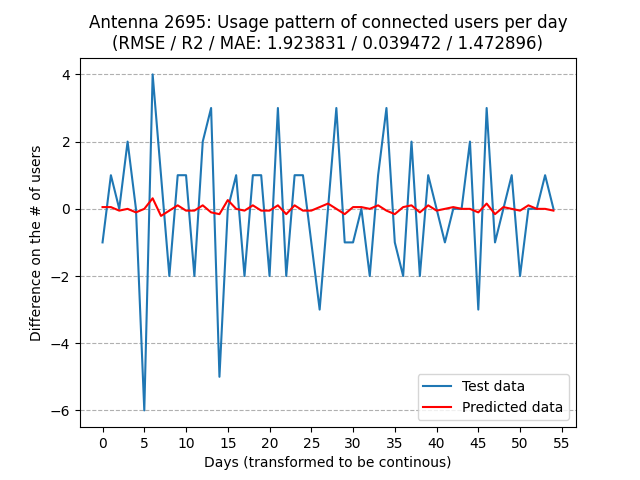 Antenna 2695: Usage pattern of connected users per day
(RMSE / R2 / MAE: 1.923831 / 0.039472 / 1.472896)
Difference on the # of users
4
2
0
−2
−4
−6
Test data
Predicted data
0 5 10 15 20 25 30 35 40 45 50 55
Days (transformed to be continous)